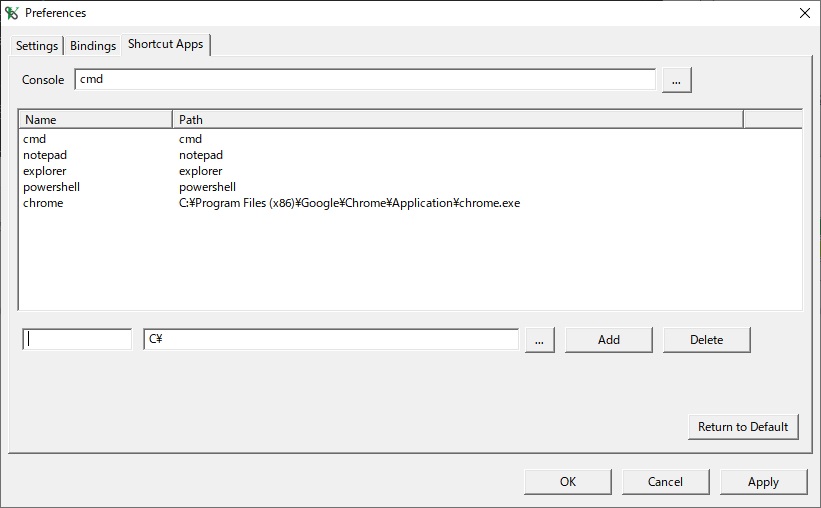 Preferences
Settings Bindings Shortcut Apps
Console cmd ...
Name Path
cmd cmd
notepad notepad
explorer explorer
powershell powershell
chrome C:¥Program Files (x86)¥Google¥Chrome¥Application¥chrome.exe
C¥ ... Add Delete
Return to Default
OK Cancel Apply